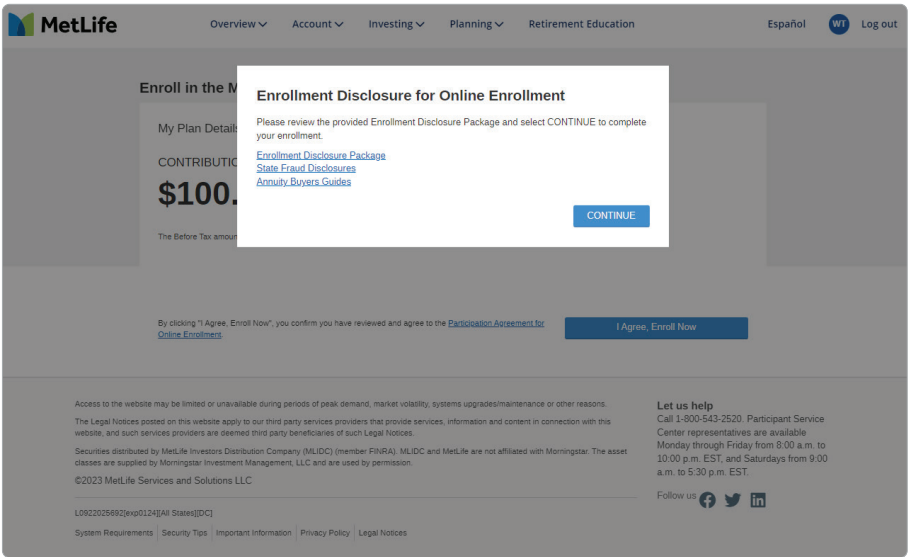 MetLife
Overview Account Investing Planning Retirement Education Español WT Log out
Enroll in the M
Enrollment Disclosure for Online Enrollment
Please review the provided Enrollment Disclosure Package and select CONTINUE to complete
your enrollment.
Enrollment Disclosure Package
State Fraud Disclosures
Annuity Buyers Guides
CONTINUE
My Plan Details
CONTRIBUTIO
$100.
The Before Tax amoun
By clicking "I Agree, Enroll Now", you confirm you have reviewed and agree to the Participation Agreement for
Online Enrollment.
I Agree, Enroll Now
Access to the website may be limited or unavailable during periods of peak demand, market volatility, systems upgrades/maintenance or other reasons.
The Legal Notices posted on this website apply to our third party services providers that provide services, information and content in connection with this
website, and such services providers are deemed third party beneficiaries of such Legal Notices.
Securities distributed by MetLife Investors Distribution Company (MLIDC) (member FINRA). MLIDC and MetLife are not affiliated with Morningstar. The asset
classes are supplied by Morningstar Investment Management, LLC and are used by permission.
©2023 MetLife Services and Solutions LLC
L0922025692[exp0124][All States][DC]
System Requirements Security Tips Important Information Privacy Policy Legal Notices
Let us help
Call 1-800-543-2520. Participant Service
Center representatives are available
Monday through Friday from 8:00 a.m. to
10:00 p.m. EST, and Saturdays from 9:00
a.m. to 5:30 p.m. EST.
Follow us